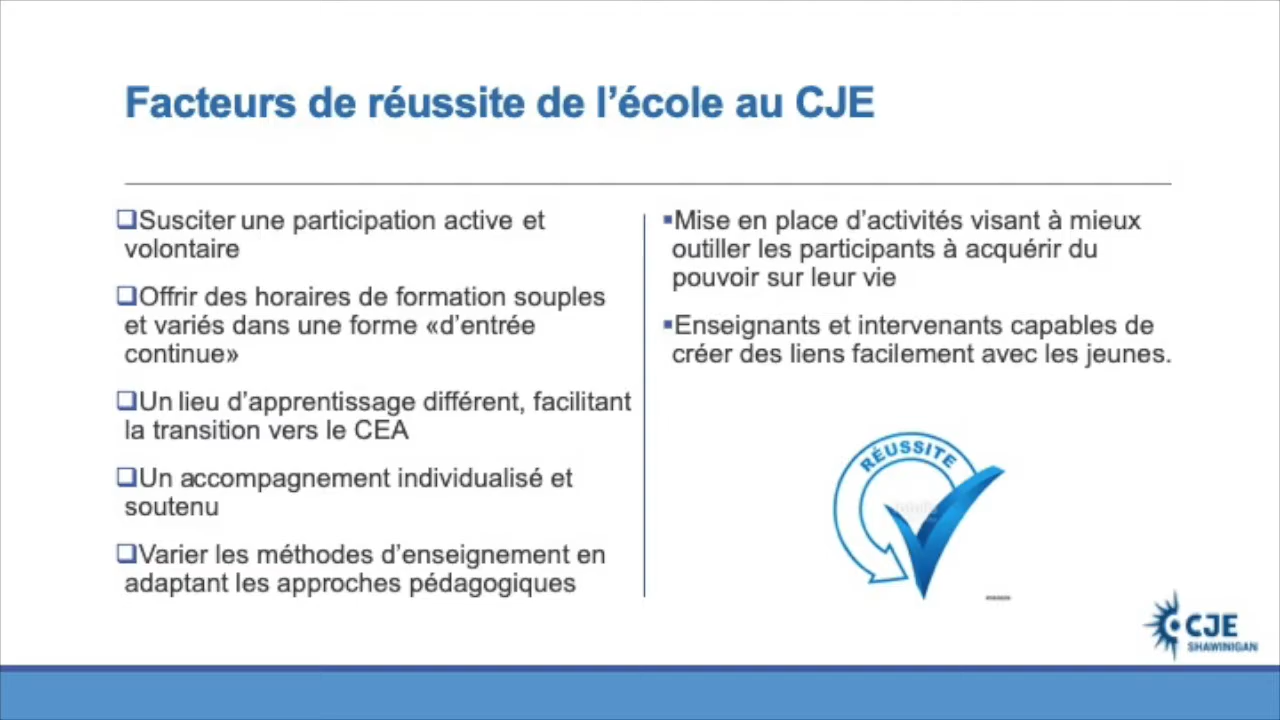 Facteurs de réussite de l’école au CJE
Susciter une participation active et
volontaire
Offrir des horaires de formation souples
et variés dans une forme «d’entrée
continue»
Un lieu d’apprentissage différent, facilitant
la transition vers le CEA
Un accompagnement individualisé et
soutenu
Varier les méthodes d’enseignement en
adaptant les approches pédagogiques
Mise en place d’activités visant à mieux
outiller les participants à acquérir du
pouvoir sur leur vie
Enseignants et intervenants capables de
créer des liens facilement avec les jeunes.
RÉUSSITE
CJE
SHAWINIGAN